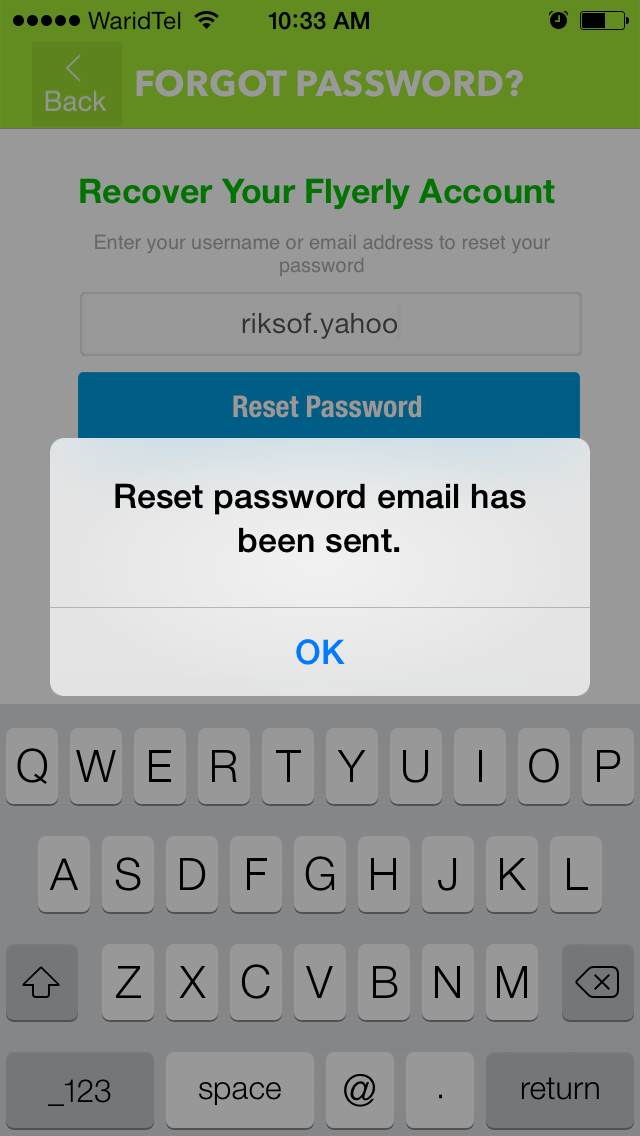 WaridTel 10:33 AM
Back
FORGOT PASSWORD?
Recover Your Flyerly Account
Enter your username or email address to reset your
password
riksof.yahoo
Reset Password
Reset password email has
been sent.
OK
Q W E R T Y U I O P
A S D F G H J K L
Z X C V B N M
_123 space @ . return